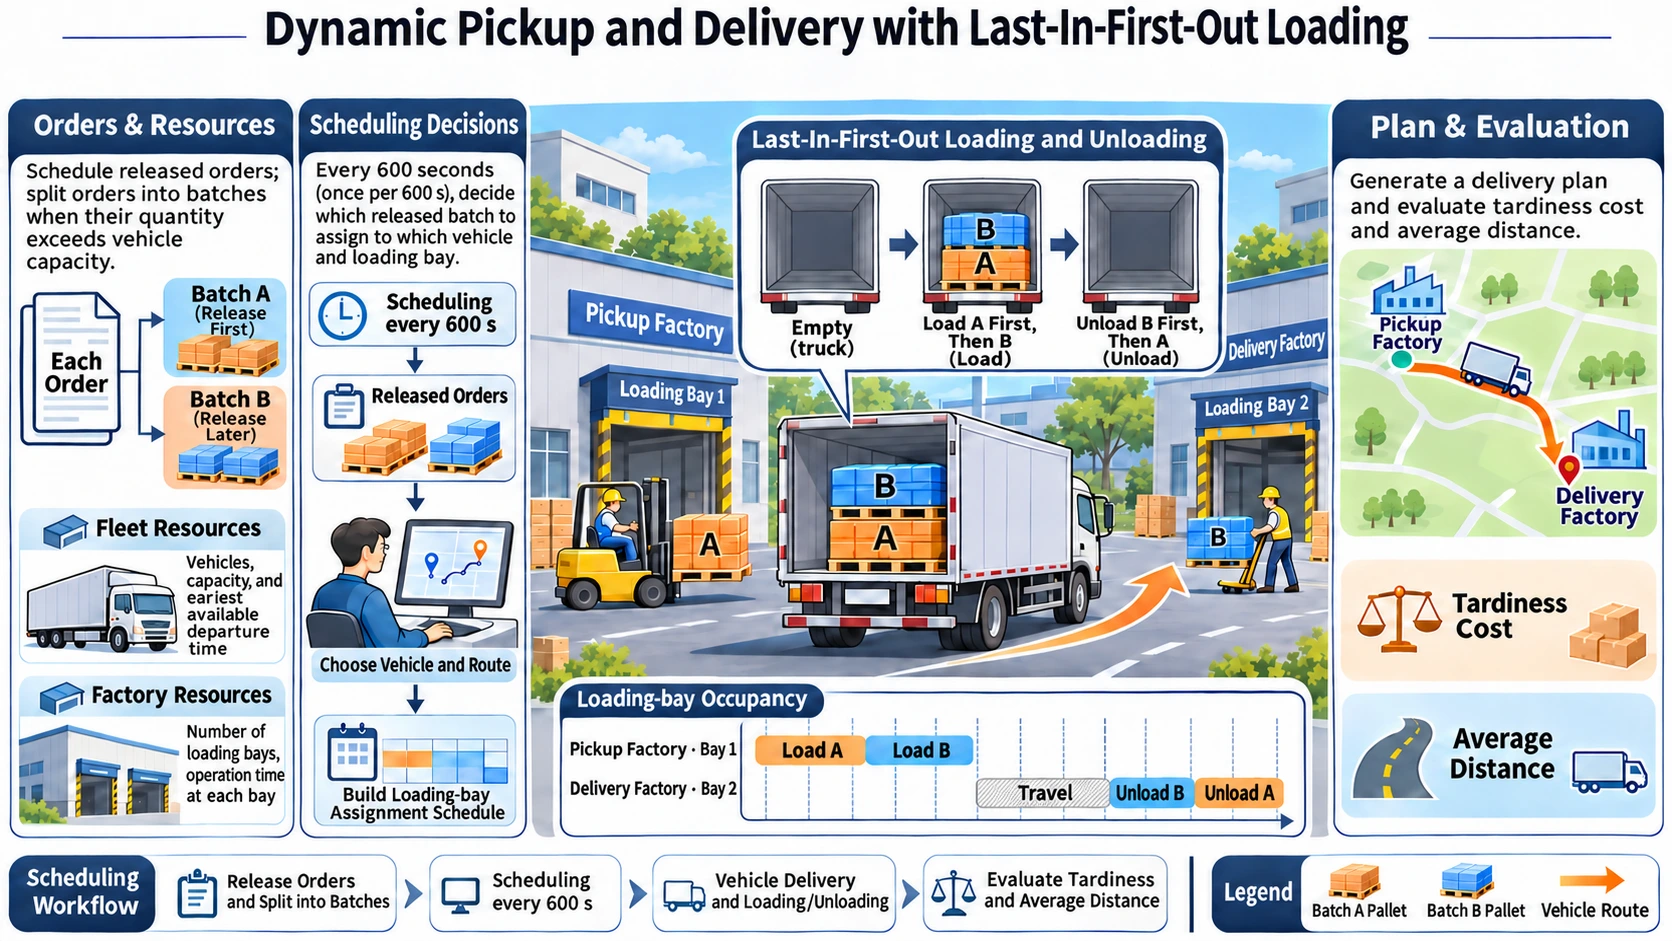 Dynamic Pickup and Delivery with Last-In-First-Out Loading
Orders & Resources
Schedule released orders;
split orders into batches
when their quantity
exceeds vehicle
capacity.
Each
Order
Batch A
(Release
First)
Batch B
(Release
Later)
Fleet Resources
Vehicles,
capacity, and
eariest
available
departure
time
Factory Resources
Number of
loading bays,
operation time
at each bay
Scheduling Decisions
Every 600 seconds
(once per 600 s), decide
which released batch to
assign to which vehicle
and loading bay.
Scheduling
every 600 s
Released Orders
Choose Vehicle and Route
Build Loading-bay
Assignment Schedule
Last-In-First-Out Loading and Unloading
B
A
Empty
(truck)
Load A First,
Then B
(Load)
Unload B First,
Then A
(Unload)
Pickup Factory
Loading Bay 1
Delivery Factory
Loading Bay 2
A
B
A
B
Loading-bay Occupancy
Pickup Factory · Bay 1
Load A
Load B
Delivery Factory · Bay 2
Travel
Unload B
Unload A
Plan & Evaluation
Generate a delivery plan
and evaluate tardiness cost
and average distance.
Pickup
Factory
Delivery
Factory
Tardiness
Cost
Average
Distance
Scheduling
Workflow
Release Orders
and Split into Batches
Scheduling
every 600 s
Vehicle Delivery
and Loading/Unloading
Evaluate Tardiness
and Average Distance
Legend
Batch A Pallet
Batch B Pallet
Vehicle Route